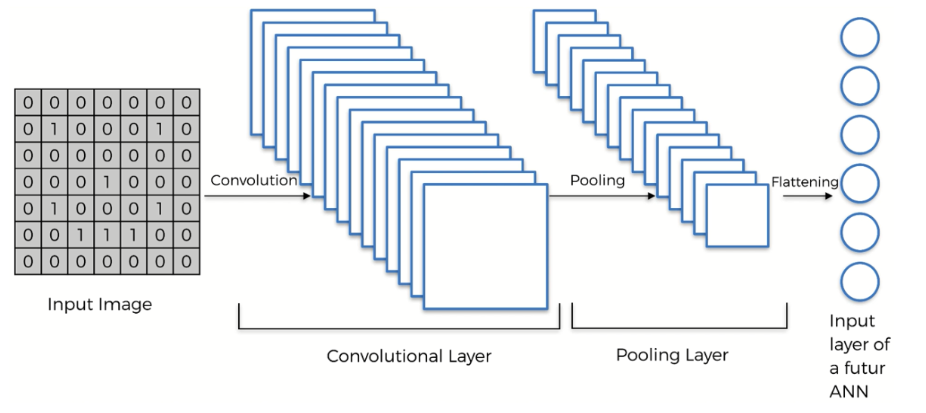 0 0 0 0 0 0 0
0 1 0 0 0 1 0
0 0 0 0 0 0 0
0 0 0 1 0 0 0
0 1 0 0 0 1 0
0 0 1 1 1 0 0
0 0 0 0 0 0 0
Input Image
Convolution
Convolutional Layer
Pooling
Pooling Layer
Flattening
Input
layer of
a futur
ANN